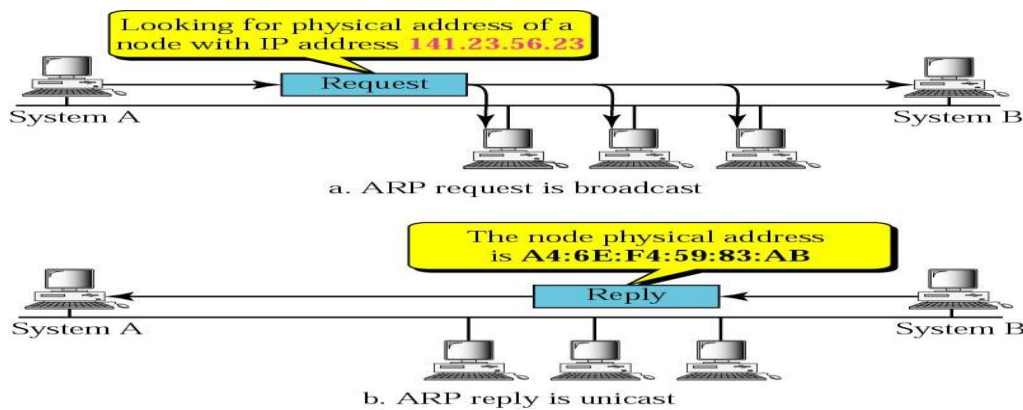 Looking for physical address of a
node with IP address 141.23.56.23
Request
System A
System B
a. ARP request is broadcast
The node physical address
is A4:6E:F4:59:83:AB
Reply
System A
System B
b. ARP reply is unicast